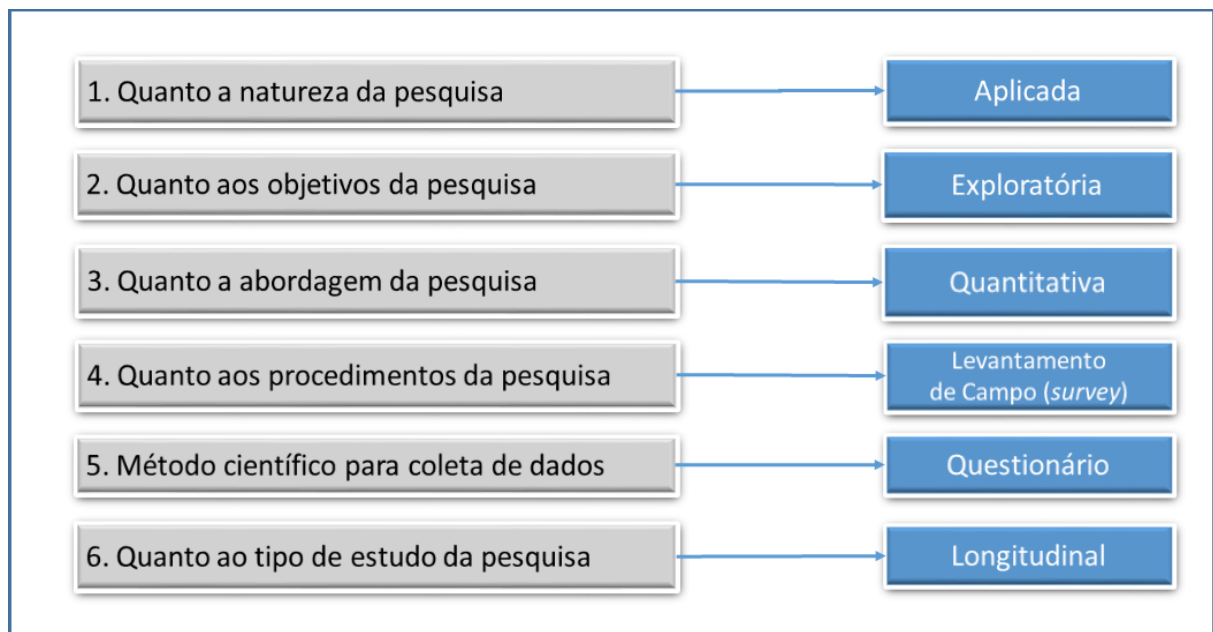 1. Quanto a natureza da pesquisa
Aplicada
2. Quanto aos objetivos da pesquisa
Exploratória
3. Quanto a abordagem da pesquisa
Quantitativa
4. Quanto aos procedimentos da pesquisa
Levantamento
de Campo (survey)
5. Método científico para coleta de dados
Questionário
6. Quanto ao tipo de estudo da pesquisa
Longitudinal